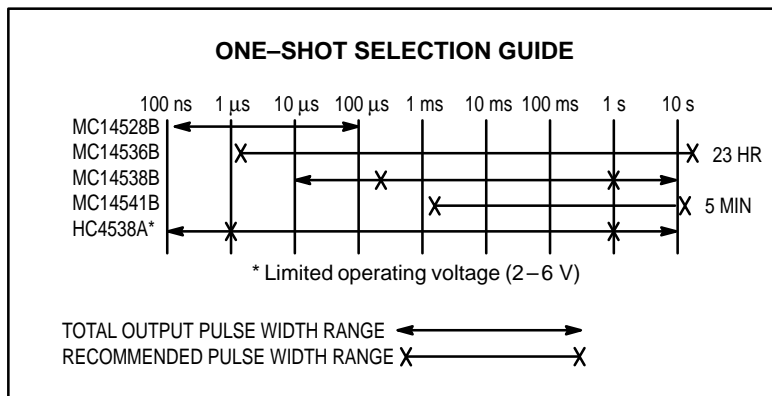 ONE–SHOT SELECTION GUIDE
100 ns 1 µs 10 µs 100 µs 1 ms 10 ms 100 ms 1 s 10 s
MC14528B
MC14536B 23 HR
MC14538B
MC14541B 5 MIN
HC4538A*
* Limited operating voltage (2–6 V)
TOTAL OUTPUT PULSE WIDTH RANGE
RECOMMENDED PULSE WIDTH RANGE